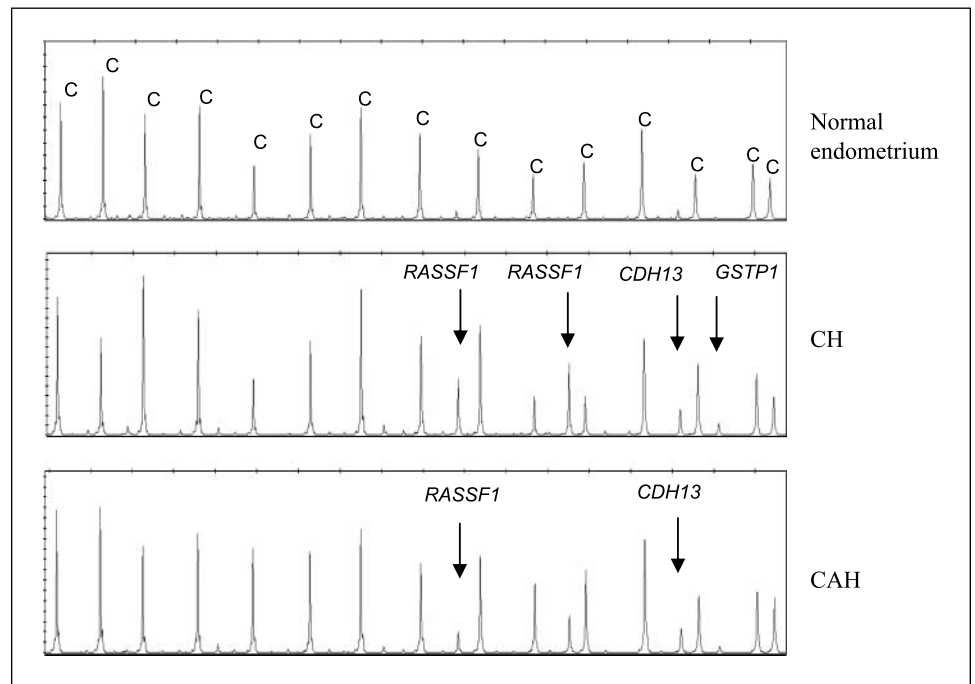 C C C C C C C C C C C C C C C
Normal
endometrium
RASSF1 RASSF1 CDH13 GSTP1
CH
RASSF1 CDH13
CAH